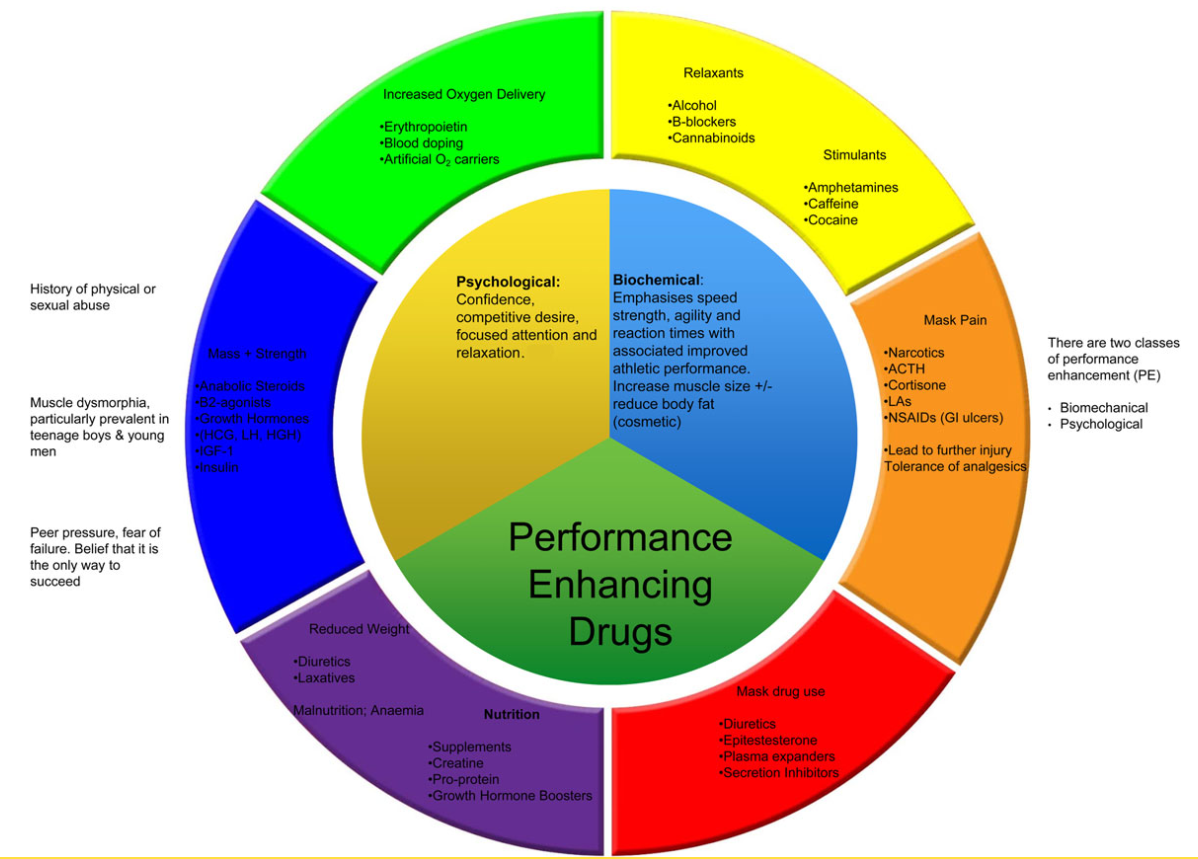 Increased Oxygen Delivery
•Erythropoietin
•Blood doping
•Artificial O₂ carriers
Relaxants
•Alcohol
•B-blockers
•Cannabinoids
Stimulants
•Amphetamines
•Caffeine
•Cocaine
History of physical or
sexual abuse
Muscle dysmorphia,
particularly prevalent in
teenage boys & young
men
Peer pressure, fear of
failure. Belief that it is
the only way to
succeed
Mass + Strength
•Anabolic Steroids
•B2-agonists
•Growth Hormones
•(HCG, LH, HGH)
•IGF-1
•Insulin
Psychological:
Confidence,
competitive desire,
focused attention and
relaxation.
Biochemical:
Emphasises speed
strength, agility and
reaction times with
associated improved
athletic performance.
Increase muscle size +/-
reduce body fat
(cosmetic)
Performance
Enhancing
Drugs
Mask Pain
•Narcotics
•ACTH
•Cortisone
•LAs
•NSAIDs (GI ulcers)
•Lead to further injury
Tolerance of analgesics
There are two classes
of performance
enhancement (PE)
• Biomechanical
• Psychological
Reduced Weight
•Diuretics
•Laxatives
Malnutrition; Anaemia
Nutrition
•Supplements
•Creatine
•Pro-protein
•Growth Hormone Boosters
Mask drug use
•Diuretics
•Epitestesterone
•Plasma expanders
•Secretion Inhibitors